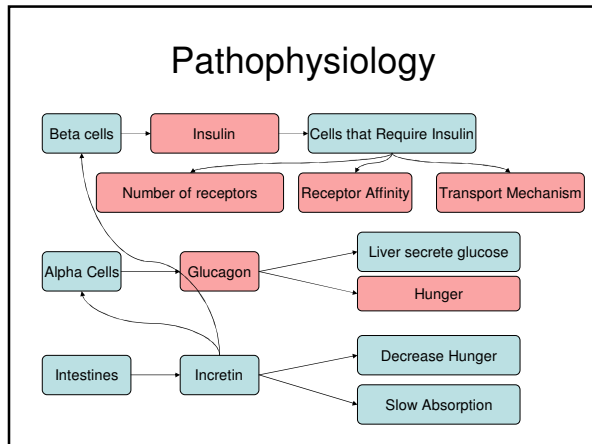 Pathophysiology
Beta cells
Insulin
Cells that Require Insulin
Number of receptors
Receptor Affinity
Transport Mechanism
Liver secrete glucose
Alpha Cells
Glucagon
Hunger
Decrease Hunger
Intestines
Incretin
Slow Absorption